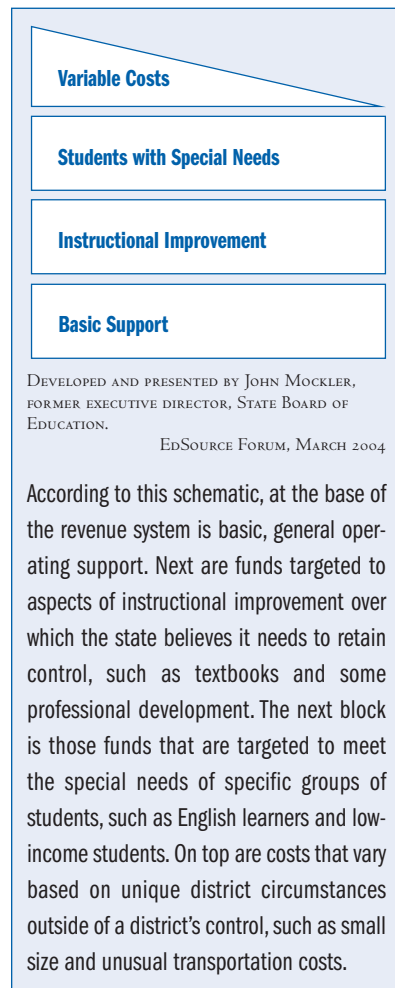 Variable Costs
Students with Special Needs
Instructional Improvement
Basic Support
Developed and presented by John Mockler,
former executive director, State Board of
Education.
EdSource Forum, March 2004
According to this schematic, at the base of
the revenue system is basic, general oper-
ating support. Next are funds targeted to
aspects of instructional improvement over
which the state believes it needs to retain
control, such as textbooks and some
professional development. The next block
is those funds that are targeted to meet
the special needs of specific groups of
students, such as English learners and low-
income students. On top are costs that vary
based on unique district circumstances
outside of a district’s control, such as small
size and unusual transportation costs.